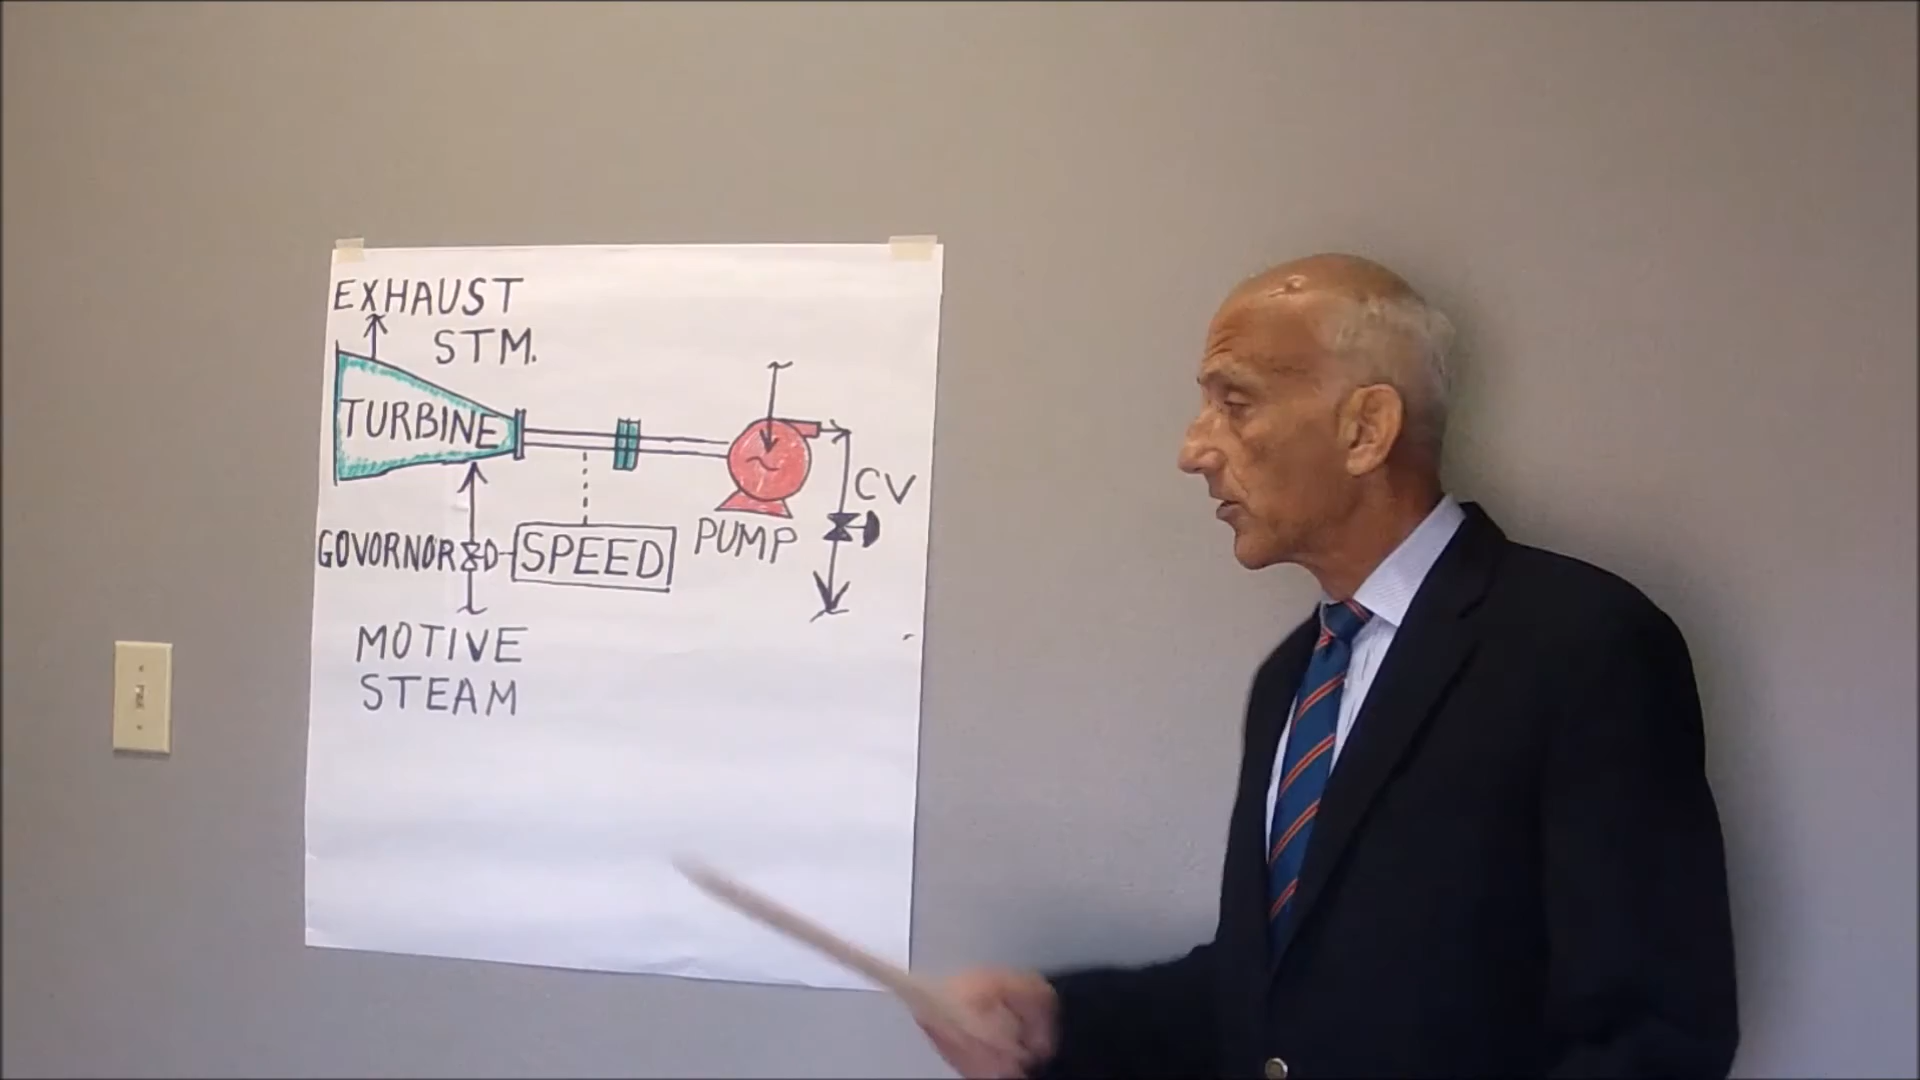 EXHAUST
STM.
TURBINE
CV
GOVORNOR
SPEED
PUMP
MOTIVE
STEAM